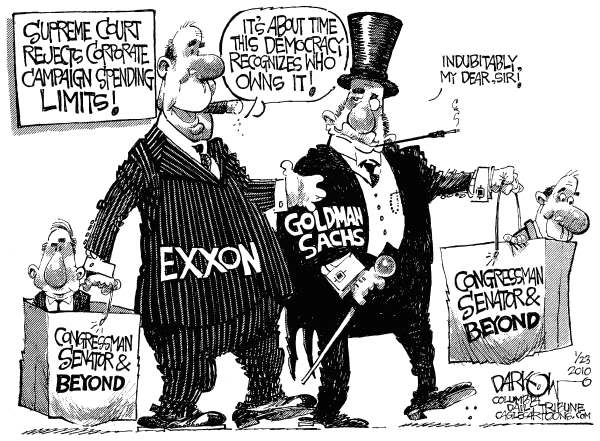 SUPREME COURT
REJECTS CORPORATE
CAMPAIGN SPENDING
LIMITS!
IT'S ABOUT TIME
THIS DEMOCRACY
RECOGNIZES WHO
OWNS IT!
INDUBITABLY,
MY DEAR, SIR!
EXXON
GOLDMAN
SACHS
CONGRESSMAN
SENATOR &
BEYOND
CONGRESSMAN
SENATOR &
BEYOND
1/23
2010
DARKOW
COLUMBIA
DAILY TRIBUNE
CAGLECARTOONS.COM